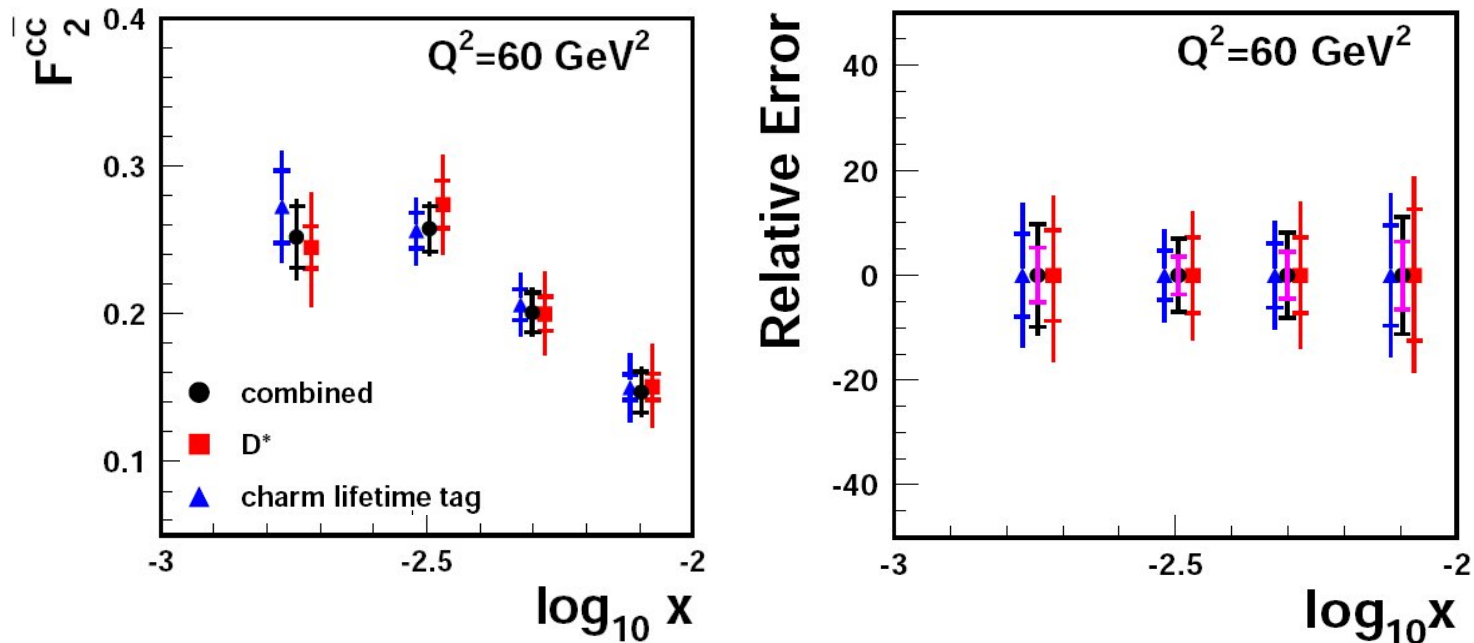 F₂^cc̄
Q²=60 GeV²
0.4
0.3
0.2
0.1
combined
D*
charm lifetime tag
-3
-2.5
-2
log₁₀ x
Relative Error
Q²=60 GeV²
40
20
0
-20
-40
-3
-2.5
-2
log₁₀x